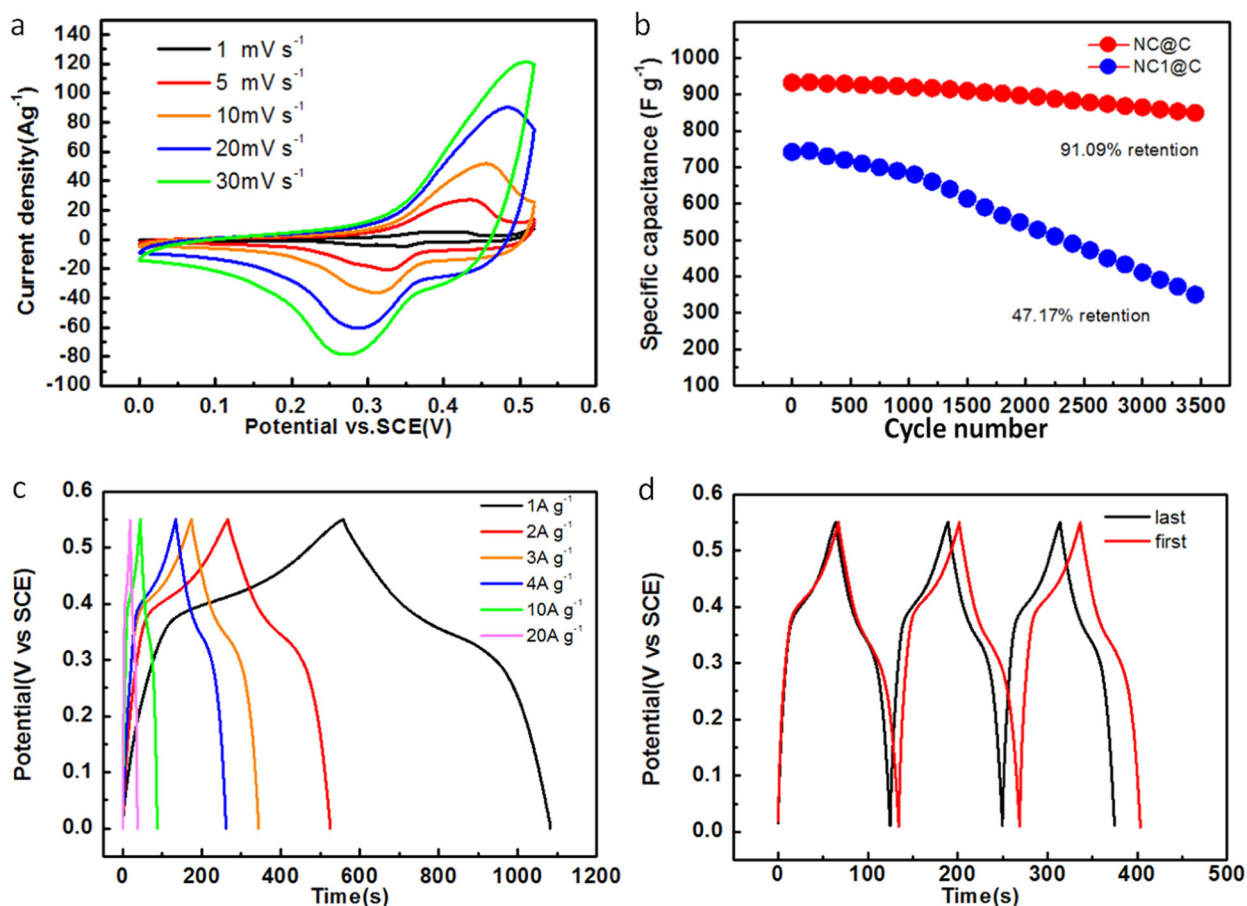 a
1 mV s⁻¹
5 mV s⁻¹
10mV s⁻¹
20mV s⁻¹
30mV s⁻¹
Current density(Ag⁻¹)
140
120
100
80
60
40
20
0
-20
-40
-60
-80
-100
0.0 0.1 0.2 0.3 0.4 0.5 0.6
Potential vs.SCE(V)
b
NC@C
NC1@C
Specific capacitance (F g⁻¹)
1000
900
800
700
600
500
400
300
200
100
91.09% retention
47.17% retention
0 500 1000 1500 2000 2500 3000 3500
Cycle number
c
1A g⁻¹
2A g⁻¹
3A g⁻¹
4A g⁻¹
10A g⁻¹
20A g⁻¹
Potential(V vs SCE)
0.6
0.5
0.4
0.3
0.2
0.1
0.0
0 200 400 600 800 1000 1200
Time(s)
d
last
first
Potential(V vs SCE)
0.6
0.5
0.4
0.3
0.2
0.1
0.0
0 100 200 300 400 500
Time(s)